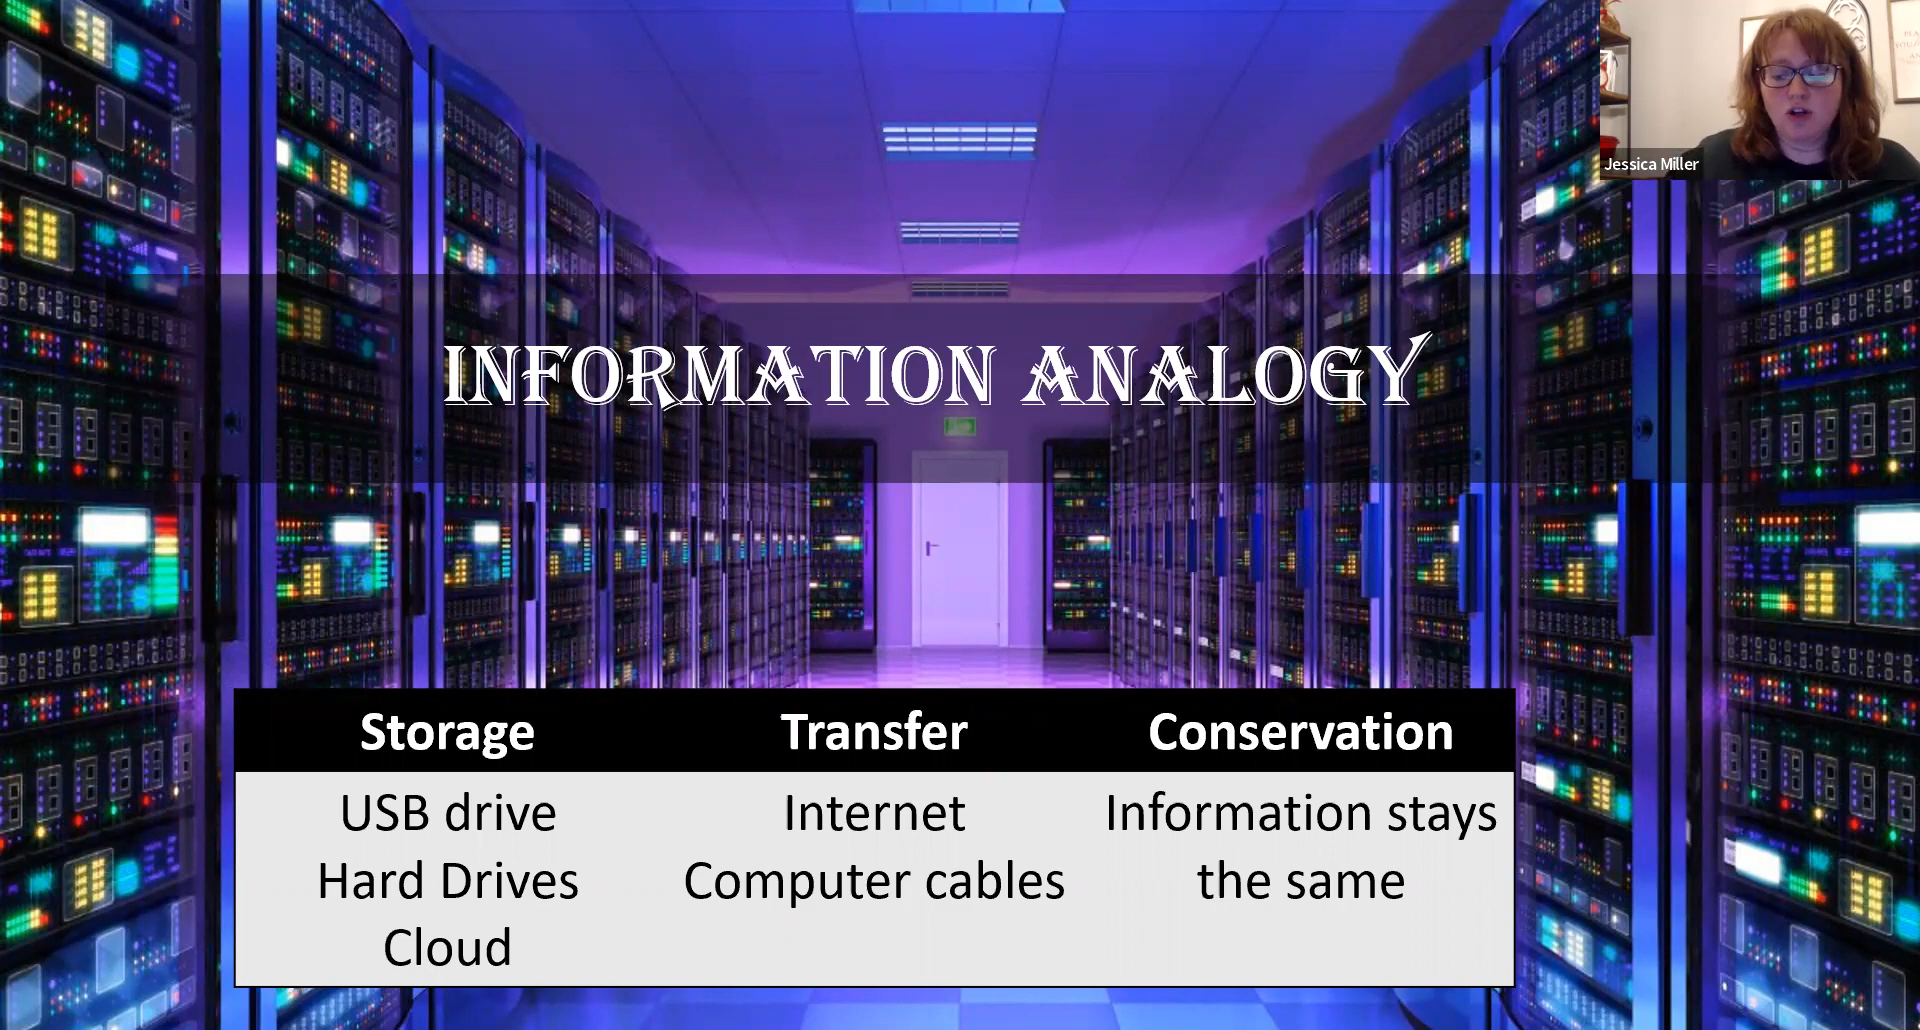 Jessica Miller
INFORMATION ANALOGY
Storage
Transfer
Conservation
USB drive
Internet
Information stays
Hard Drives
Computer cables
the same
Cloud